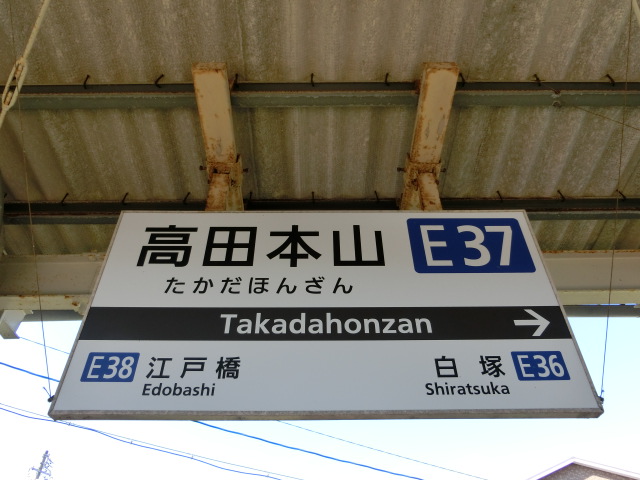 高田本山 E37
たかだほんざん
Takadahonzan →
E38 江戸橋 白塚 E36
Edobashi Shiratsuka